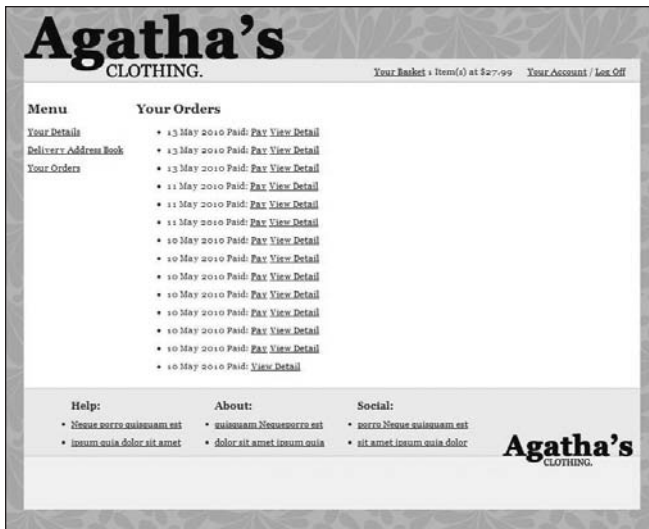 Agatha's
CLOTHING.
Your Basket 1 Item(s) at $27.99 Your Account / Log Off
Menu
Your Details
Delivery Address Book
Your Orders
Your Orders
• 13 May 2010 Paid: Pay View Detail
• 13 May 2010 Paid: Pay View Detail
• 13 May 2010 Paid: Pay View Detail
• 11 May 2010 Paid: Pay View Detail
• 11 May 2010 Paid: Pay View Detail
• 11 May 2010 Paid: Pay View Detail
• 10 May 2010 Paid: Pay View Detail
• 10 May 2010 Paid: Pay View Detail
• 10 May 2010 Paid: Pay View Detail
• 10 May 2010 Paid: Pay View Detail
• 10 May 2010 Paid: Pay View Detail
• 10 May 2010 Paid: Pay View Detail
• 10 May 2010 Paid: Pay View Detail
• 10 May 2010 Paid: View Detail
Help:
• Neque porro quisquam est
• ipsum quia dolor sit amet
About:
• quisquam Nequeporro est
• dolor sit amet ipsum quia
Social:
• porro Neque quisquam est
• sit amet ipsum quia dolor
Agatha's
CLOTHING.